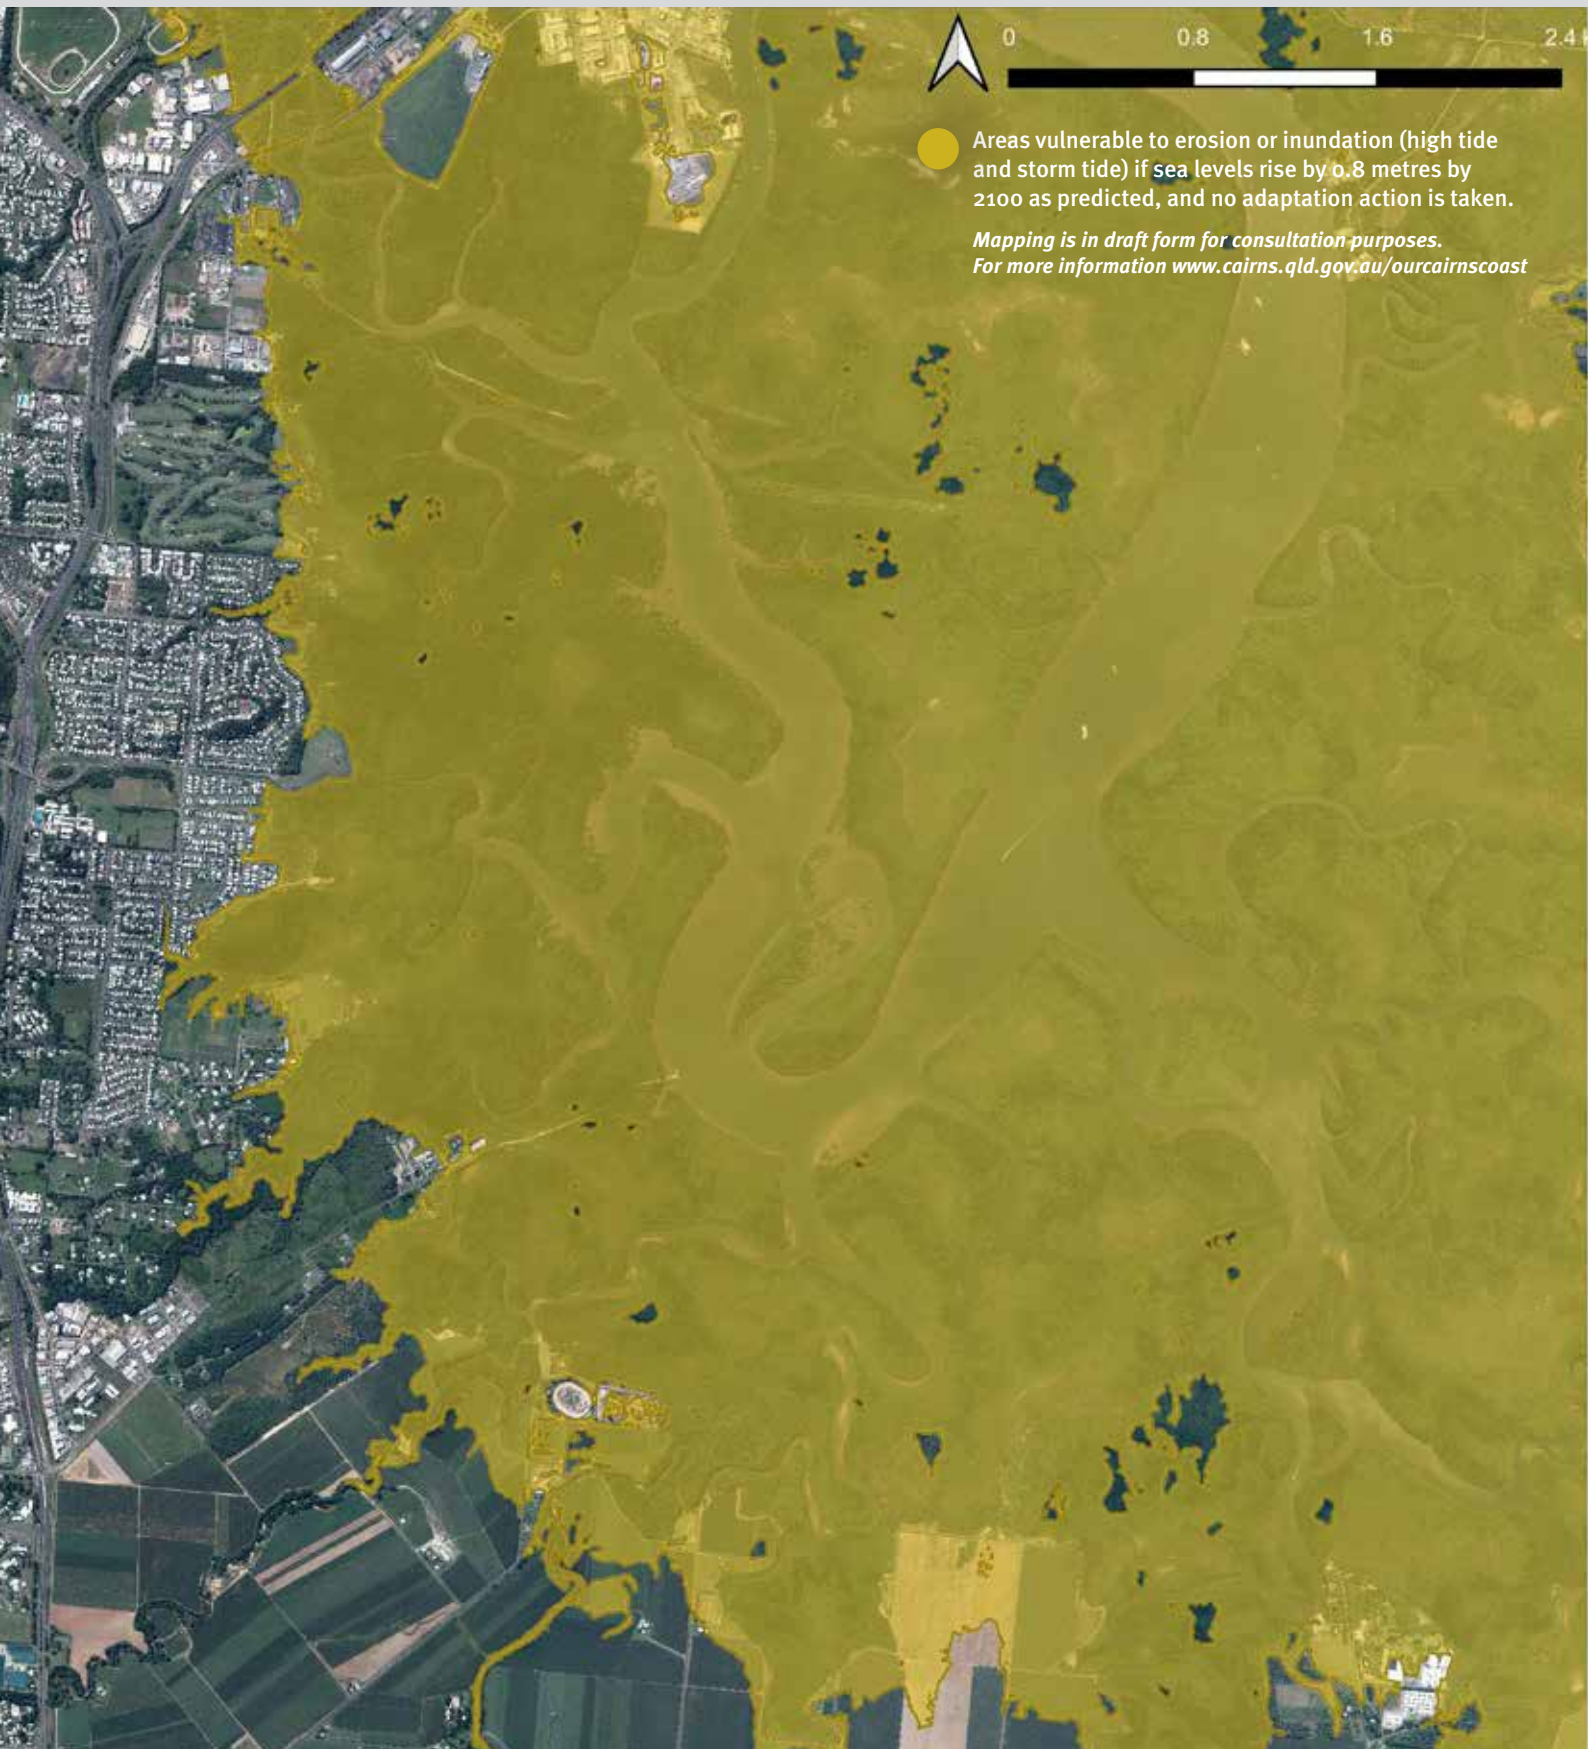 0 0.8 1.6 2.4 k
Areas vulnerable to erosion or inundation (high tide
and storm tide) if sea levels rise by 0.8 metres by
2100 as predicted, and no adaptation action is taken.
Mapping is in draft form for consultation purposes.
For more information www.cairns.qld.gov.au/ourcairnscoast